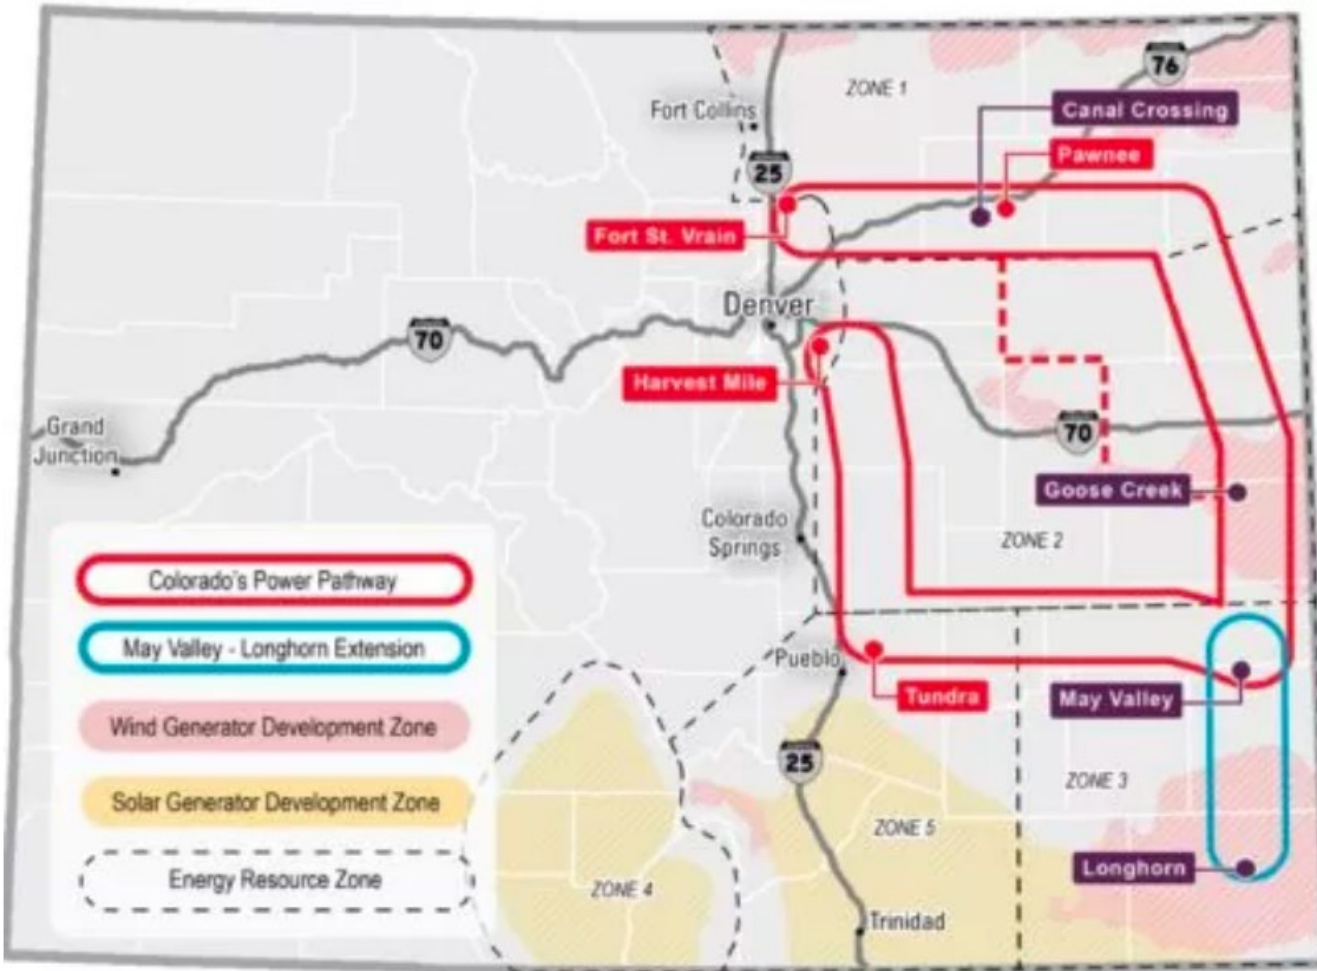 76
ZONE 1
Canal Crossing
Fort Collins
Pawnee
25
Fort St. Vrain
Denver
70
Harvest Mile
Grand
Junction
70
Goose Creek
Colorado
Springs
ZONE 2
Colorado's Power Pathway
May Valley - Longhorn Extension
Pueblo
Tundra
May Valley
Wind Generator Development Zone
25
ZONE 3
Solar Generator Development Zone
ZONE 5
Longhorn
Energy Resource Zone
ZONE 4
Trinidad